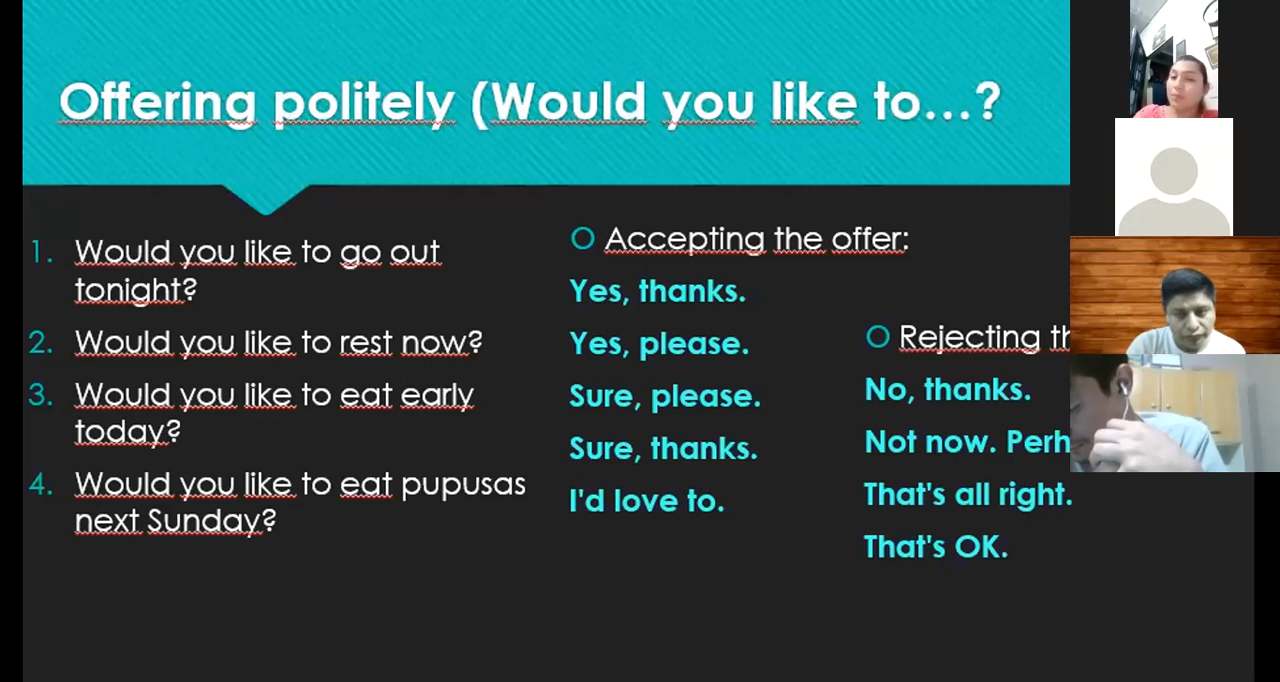 Offering politely (Would you like to...?
1. Would you like to go out
tonight?
2. Would you like to rest now?
3. Would you like to eat early
today?
4. Would you like to eat pupusas
next Sunday?
Accepting the offer:
Yes, thanks.
Yes, please.
Sure, please.
Sure, thanks.
I'd love to.
Rejecting
No, thanks.
Not now.
That's all right.
That's OK.